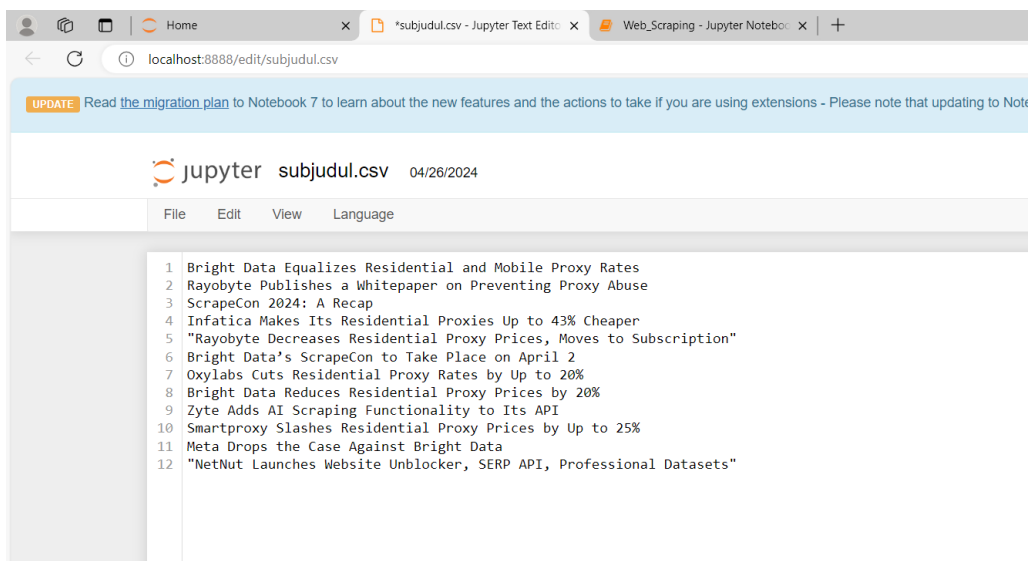 Home
*subjudul.csv - Jupyter Text Edito
Web_Scraping - Jupyter Noteboo
localhost:8888/edit/subjudul.csv
UPDATE Read the migration plan to Notebook 7 to learn about the new features and the actions to take if you are using extensions - Please note that updating to Note
jupyter subjudul.csv 04/26/2024
File Edit View Language
1 Bright Data Equalizes Residential and Mobile Proxy Rates
2 Rayobyte Publishes a Whitepaper on Preventing Proxy Abuse
3 ScrapeCon 2024: A Recap
4 Infatica Makes Its Residential Proxies Up to 43% Cheaper
5 "Rayobyte Decreases Residential Proxy Prices, Moves to Subscription"
6 Bright Data’s ScrapeCon to Take Place on April 2
7 Oxylabs Cuts Residential Proxy Rates by Up to 20%
8 Bright Data Reduces Residential Proxy Prices by 20%
9 Zyte Adds AI Scraping Functionality to Its API
10 Smartproxy Slashes Residential Proxy Prices by Up to 25%
11 Meta Drops the Case Against Bright Data
12 "NetNut Launches Website Unblocker, SERP API, Professional Datasets"